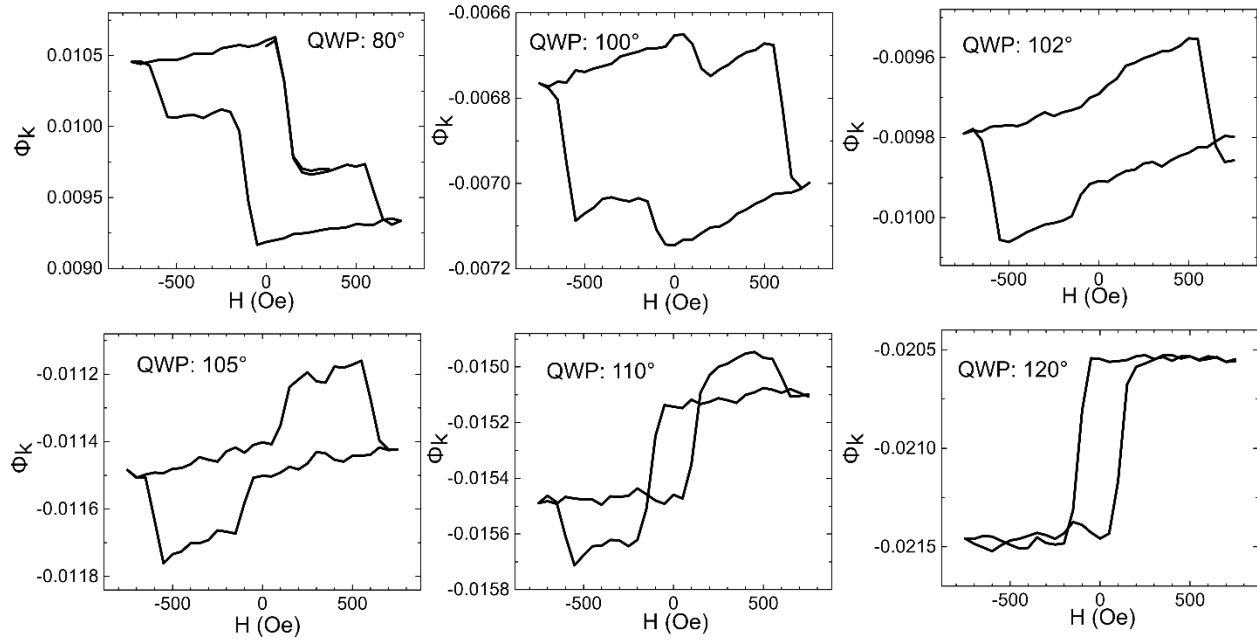 QWP: 80°
0.0105
0.0100
0.0095
0.0090
Φk
-500 0 500
H (Oe)
QWP: 100°
-0.0066
-0.0068
-0.0070
-0.0072
Φk
-500 0 500
H (Oe)
QWP: 102°
-0.0096
-0.0098
-0.0100
Φk
-500 0 500
H (Oe)
QWP: 105°
-0.0112
-0.0114
-0.0116
-0.0118
Φk
-500 0 500
H (Oe)
QWP: 110°
-0.0150
-0.0152
-0.0154
-0.0156
-0.0158
Φk
-500 0 500
H (Oe)
QWP: 120°
-0.0205
-0.0210
-0.0215
Φk
-500 0 500
H (Oe)